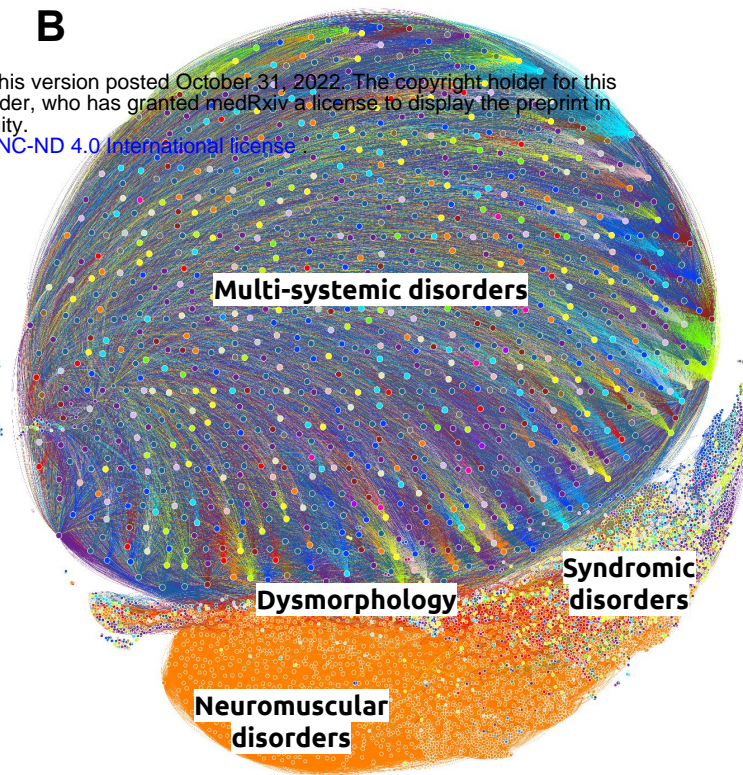 B
his version posted October 31, 2022. The copyright holder for this
der, who has granted medRxiv a license to display the preprint in
ity.
NC-ND 4.0 International license .
Multi-systemic disorders
Syndromic
disorders
Dysmorphology
Neuromuscular
disorders